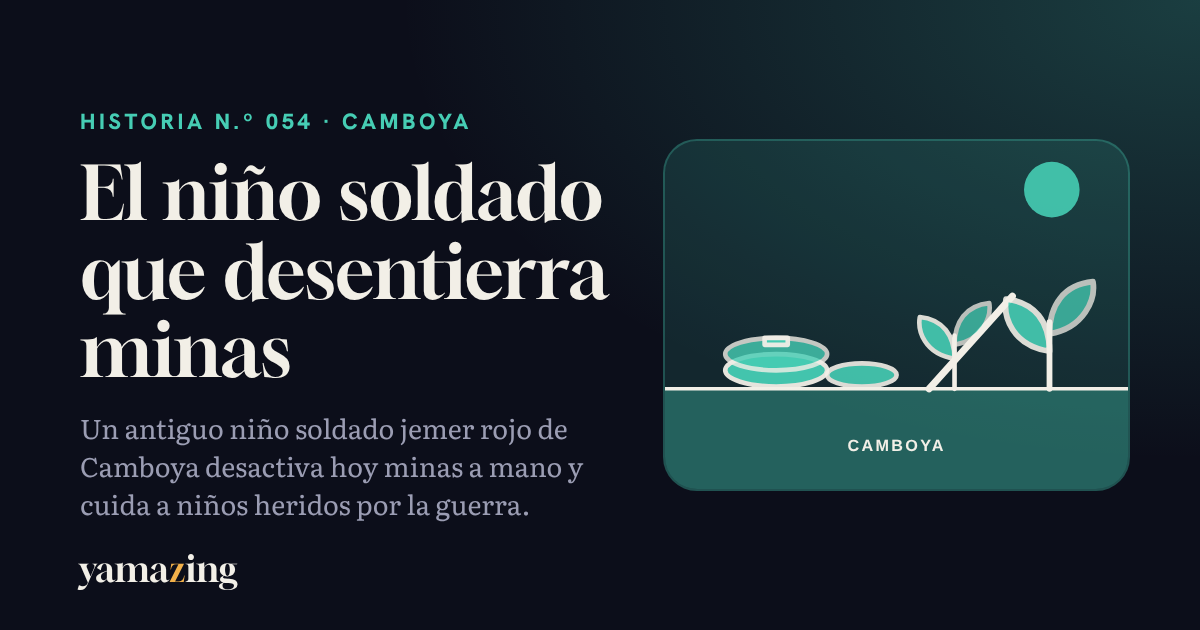 HISTORIA N.º 054 · CAMBOYA
El niño soldado
que desentierra
minas
Un antiguo niño soldado jemer rojo de
Camboya desactiva hoy minas a mano y
cuida a niños heridos por la guerra.
yamazing
CAMBOYA